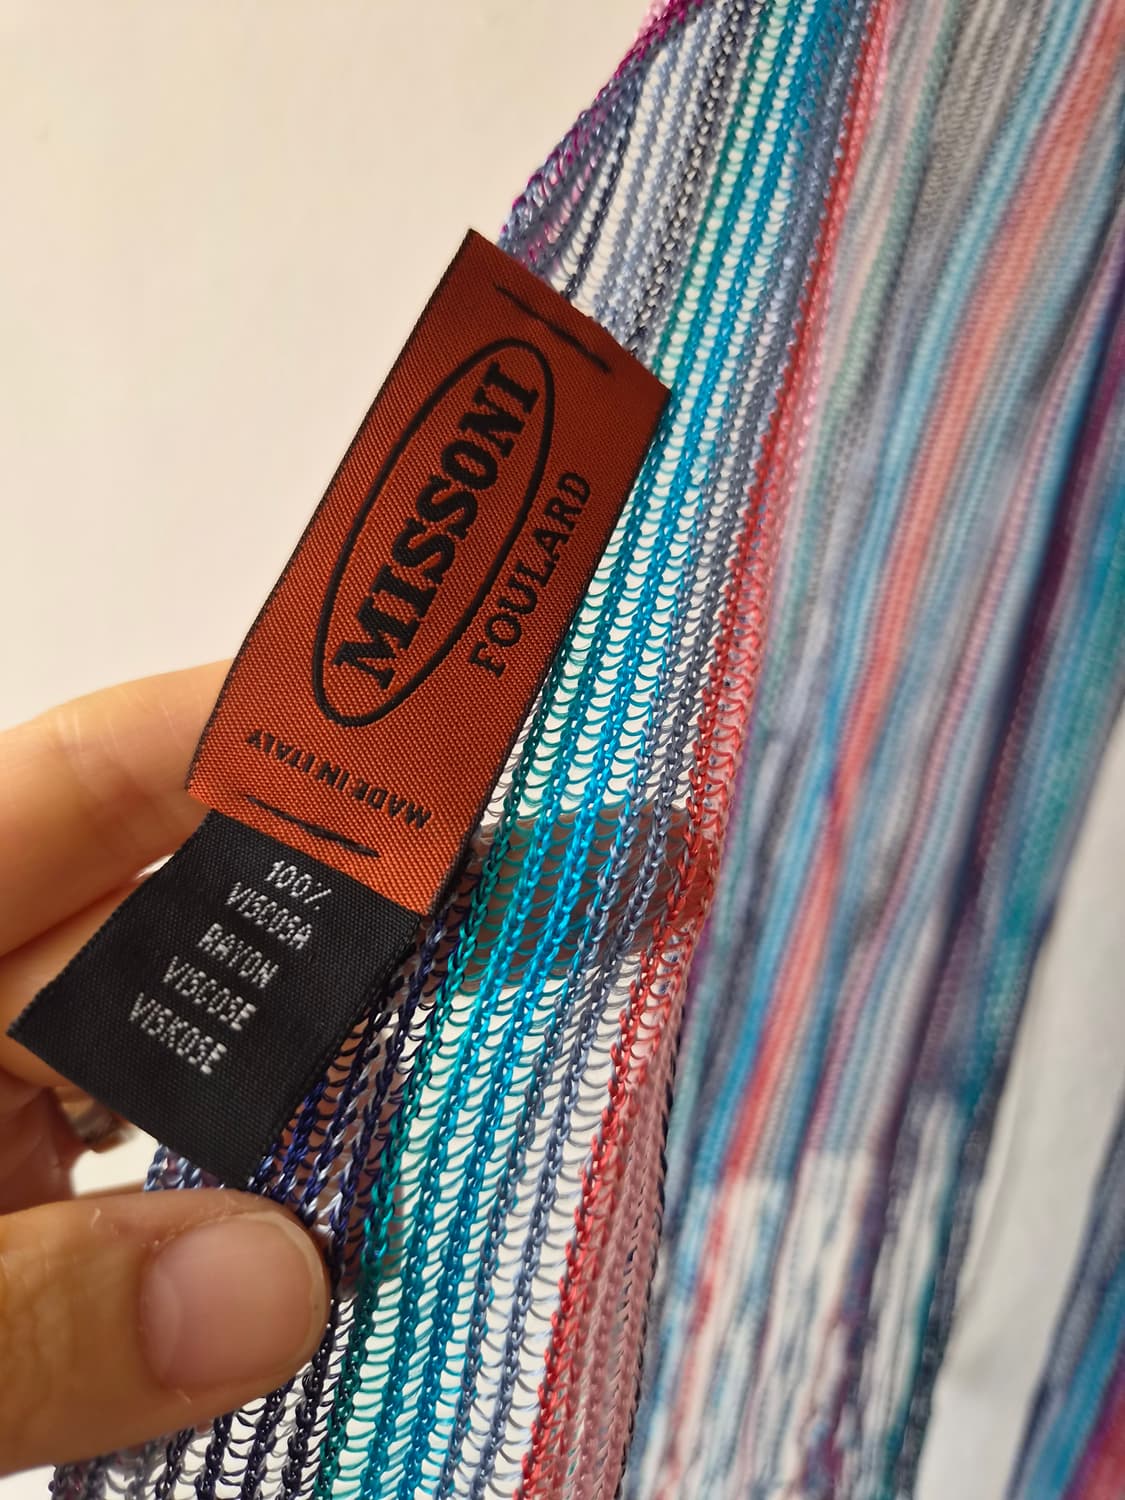 MISSONI
FOULARD
MADE IN ITALY
100%
VISCOSA
RAYON
VISCOSE
VISKOSE